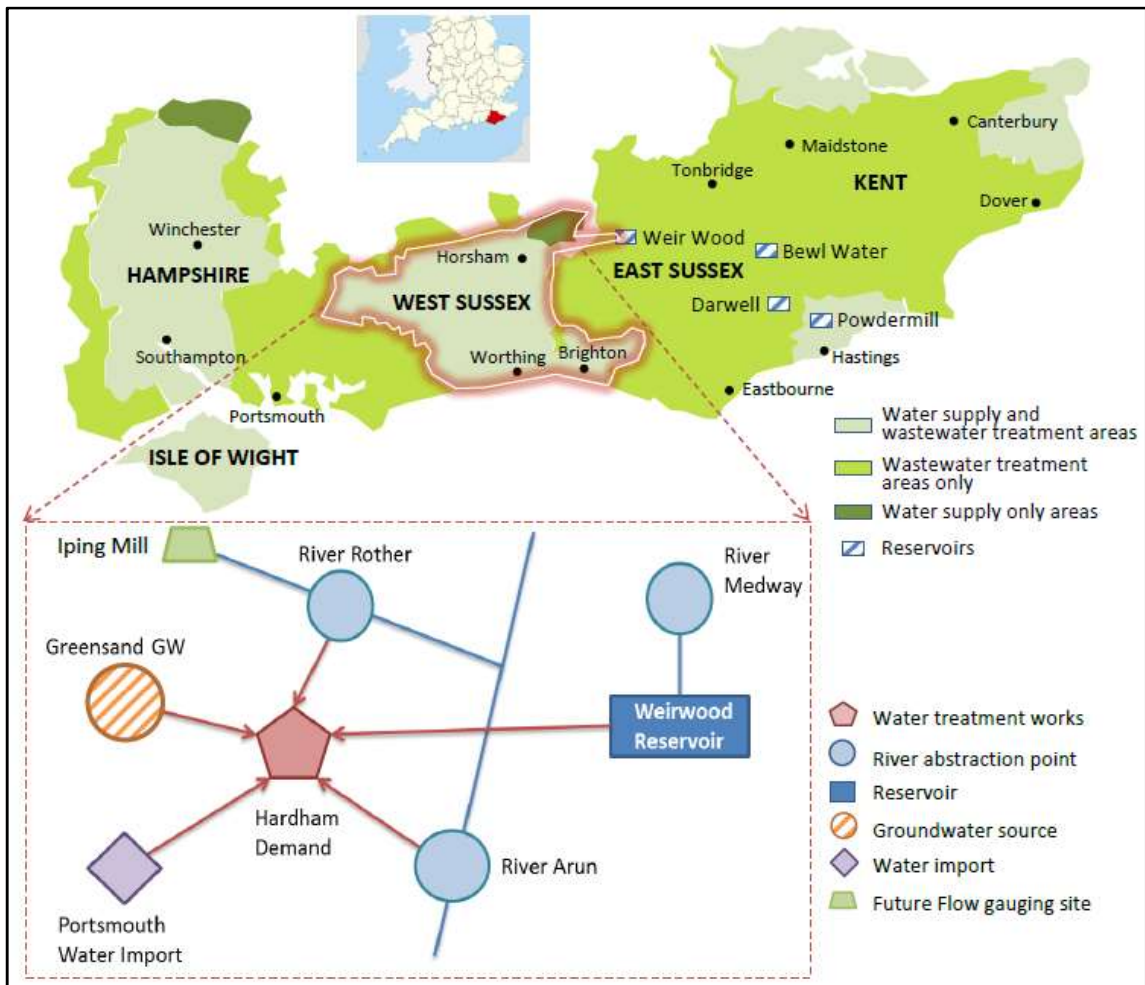 Canterbury
Maidstone
Tonbridge
KENT
Dover
Winchester
Weir Wood
Horsham
Bewl Water
HAMPSHIRE
EAST SUSSEX
WEST SUSSEX
Darwell
Powdermill
Southampton
Worthing
Brighton
Hastings
Eastbourne
Portsmouth
ISLE OF WIGHT
Water supply and
wastewater treatment areas
Wastewater treatment
areas only
Water supply only areas
Reservoirs
Iping Mill
River Rother
River
Medway
Greensand GW
Weirwood
Reservoir
Hardham
Demand
River Arun
Portsmouth
Water Import
Water treatment works
River abstraction point
Reservoir
Groundwater source
Water import
Future Flow gauging site